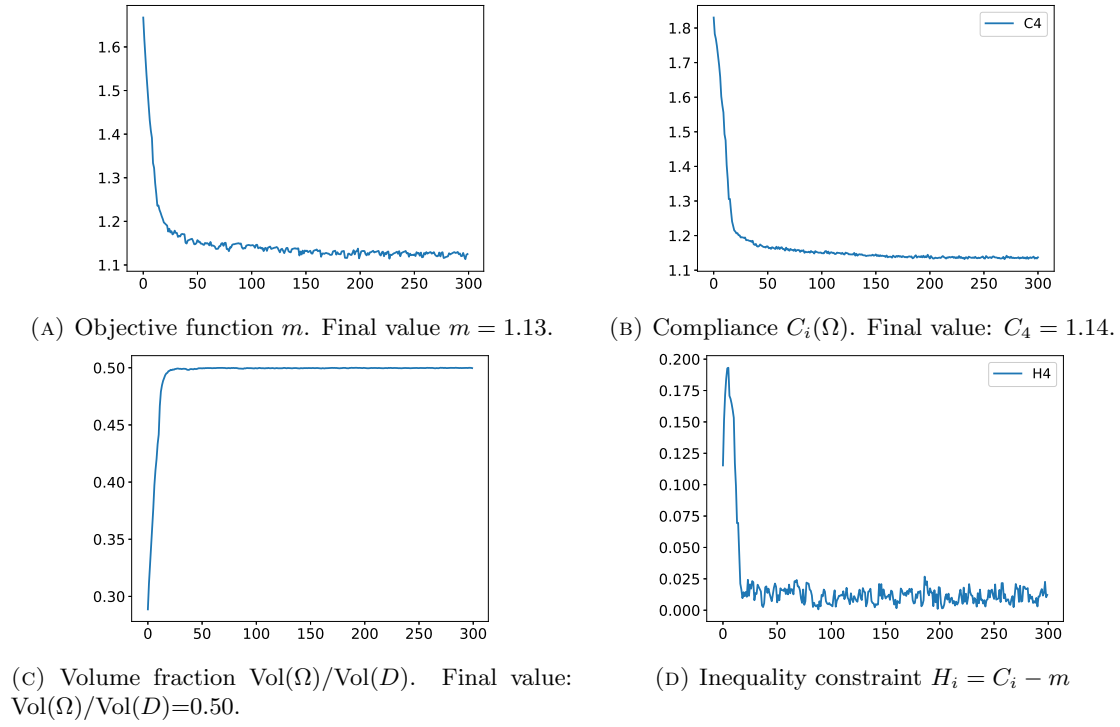 1.6
1.5
1.4
1.3
1.2
1.1
0 50 100 150 200 250 300
(A) Objective function m. Final value m = 1.13.
C4
1.8
1.7
1.6
1.5
1.4
1.3
1.2
1.1
0 50 100 150 200 250 300
(B) Compliance C_i(Ω). Final value: C_4 = 1.14.
0.50
0.45
0.40
0.35
0.30
0 50 100 150 200 250 300
(C) Volume fraction Vol(Ω)/Vol(D). Final value:
Vol(Ω)/Vol(D)=0.50.
H4
0.200
0.175
0.150
0.125
0.100
0.075
0.050
0.025
0.000
0 50 100 150 200 250 300
(D) Inequality constraint H_i = C_i − m